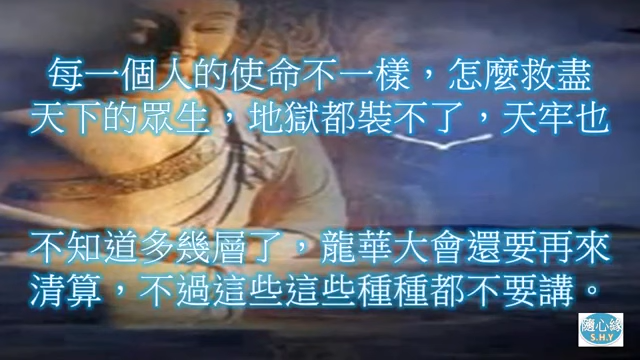 每一個人的使命不一樣，怎麼救盡
天下的眾生，地獄都裝不了，天牢也
不知道多幾層了，龍華大會還要再來
清算，不過這些這些種種都不要講。
隨心緣
S.H.Y